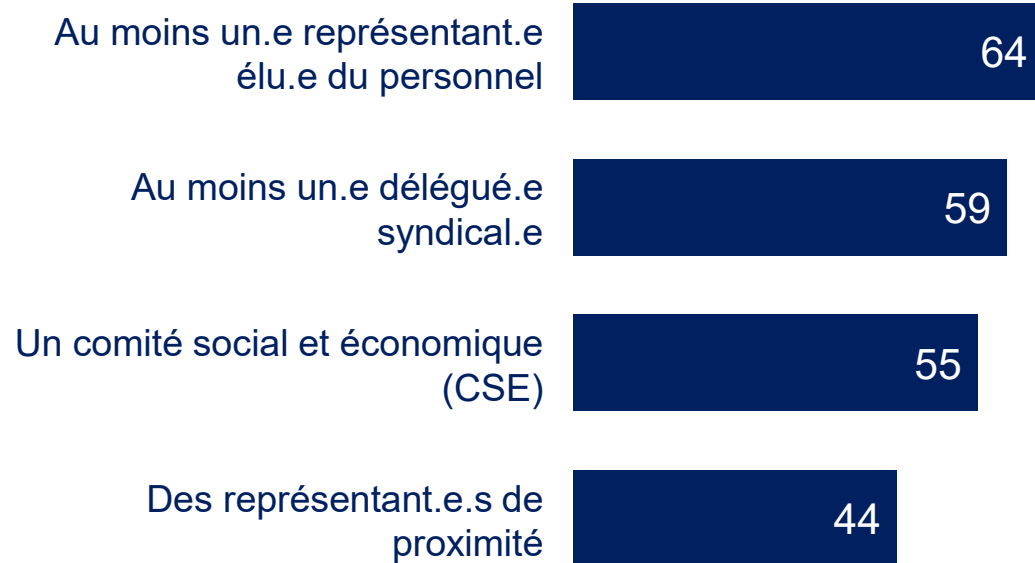 Au moins un.e représentant.e
élu.e du personnel
64
Au moins un.e délégué.e
syndical.e
59
Un comité social et économique
(CSE)
55
Des représentant.e.s de
proximité
44